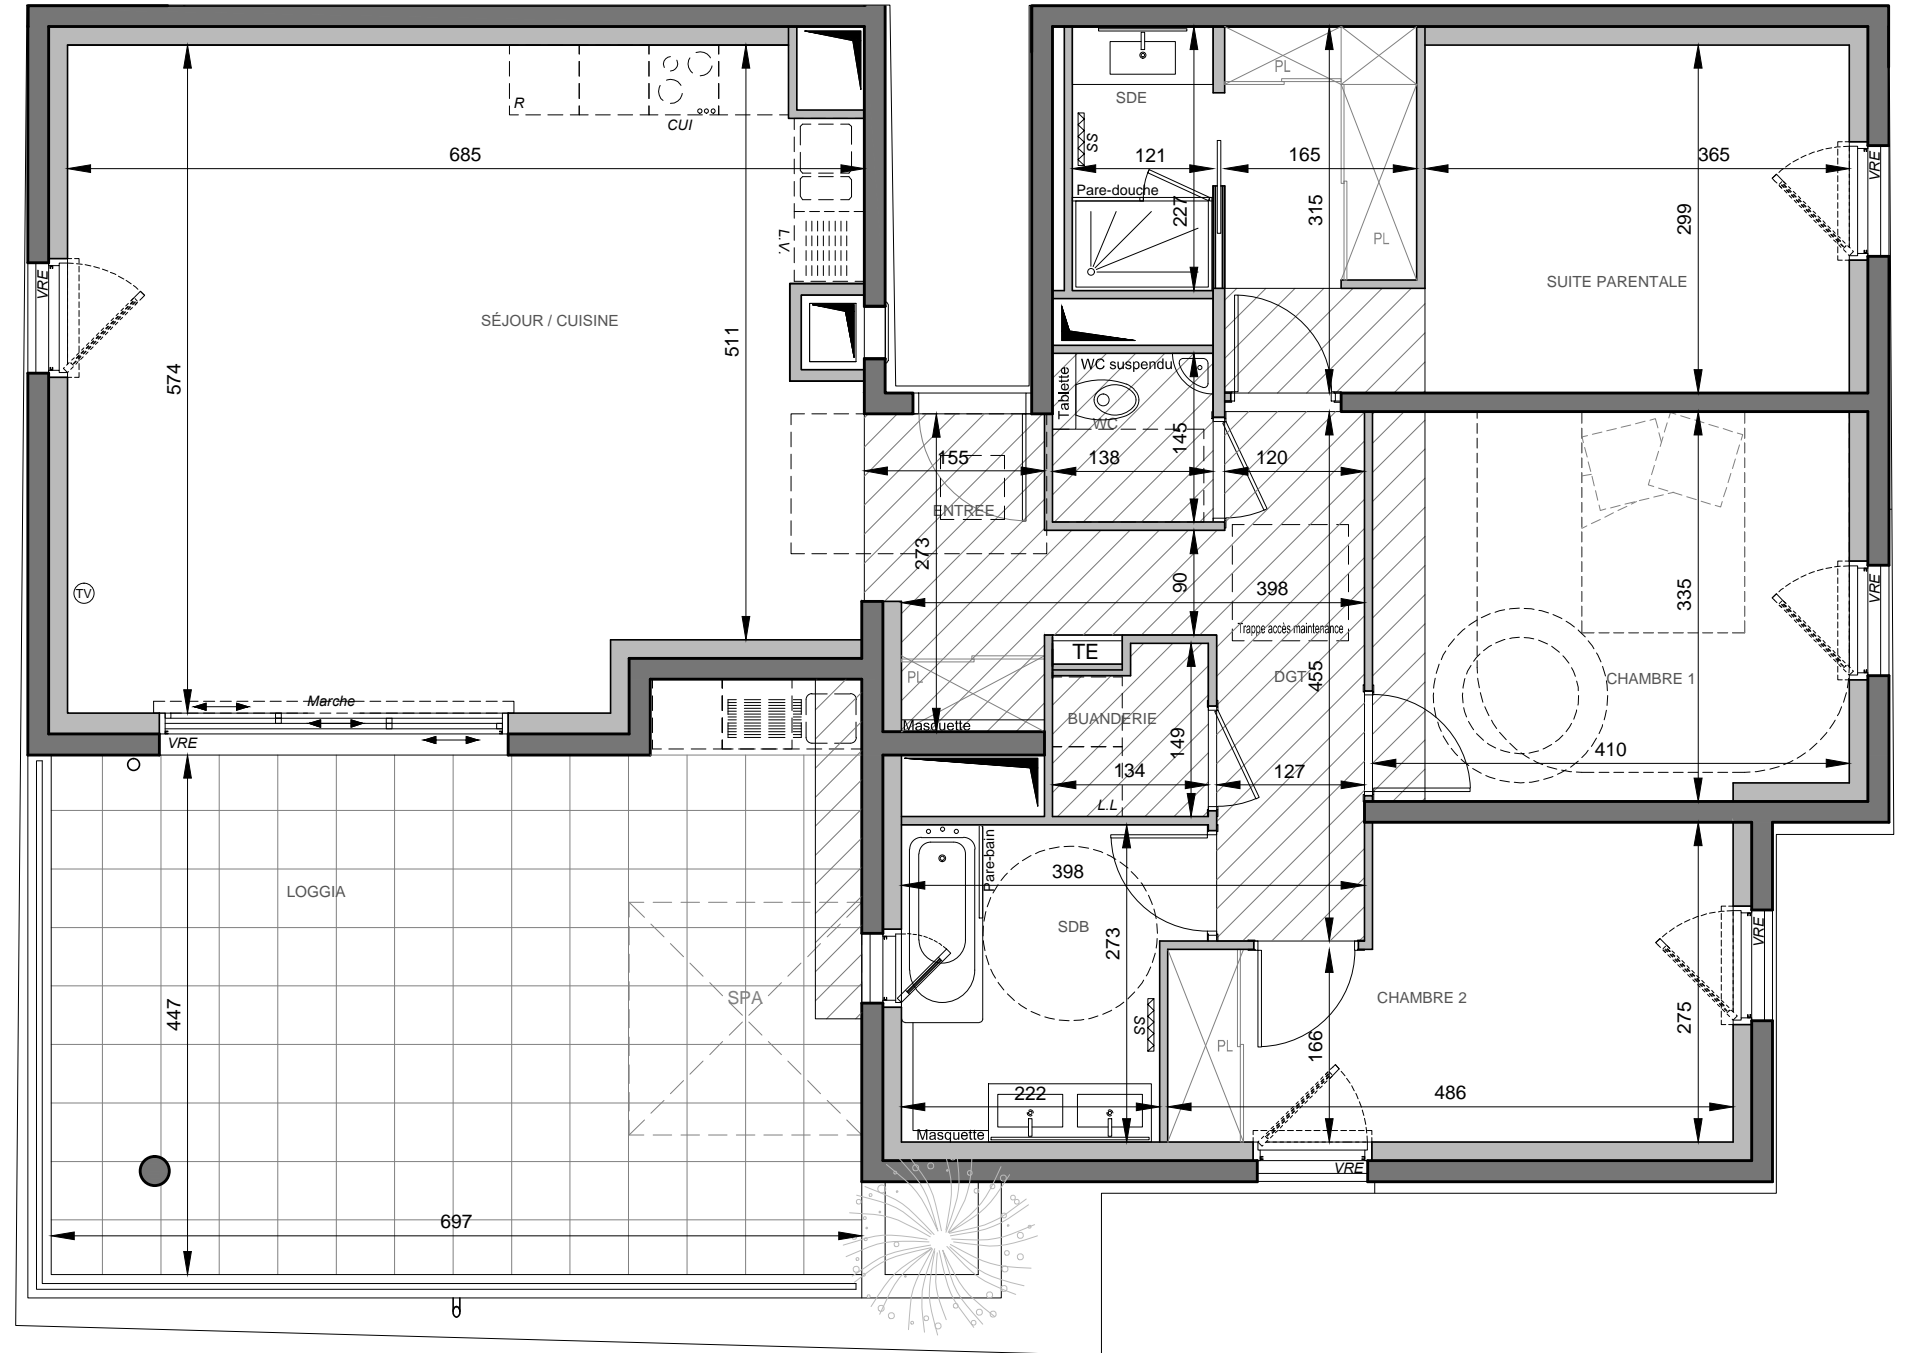 R
CUI
L.V.
685
574
511
SÉJOUR / CUISINE
VRE
TV
Marche
VRE
SDE
SS
121
Pare-douche
227
PL
165
315
PL
365
299
SUITE PARENTALE
VRE
WC suspendu
Tablette
WC
145
138
120
155
ENTREE
273
90
398
Trappe accès maintenance
TE
PL
DGT
455
BUANDERIE
Masquette
149
134
L.L
127
335
CHAMBRE 1
410
VRE
LOGGIA
447
SPA
697
Pare-bain
398
SDB
273
SS
222
Masquette
PL
166
CHAMBRE 2
275
486
VRE
VRE